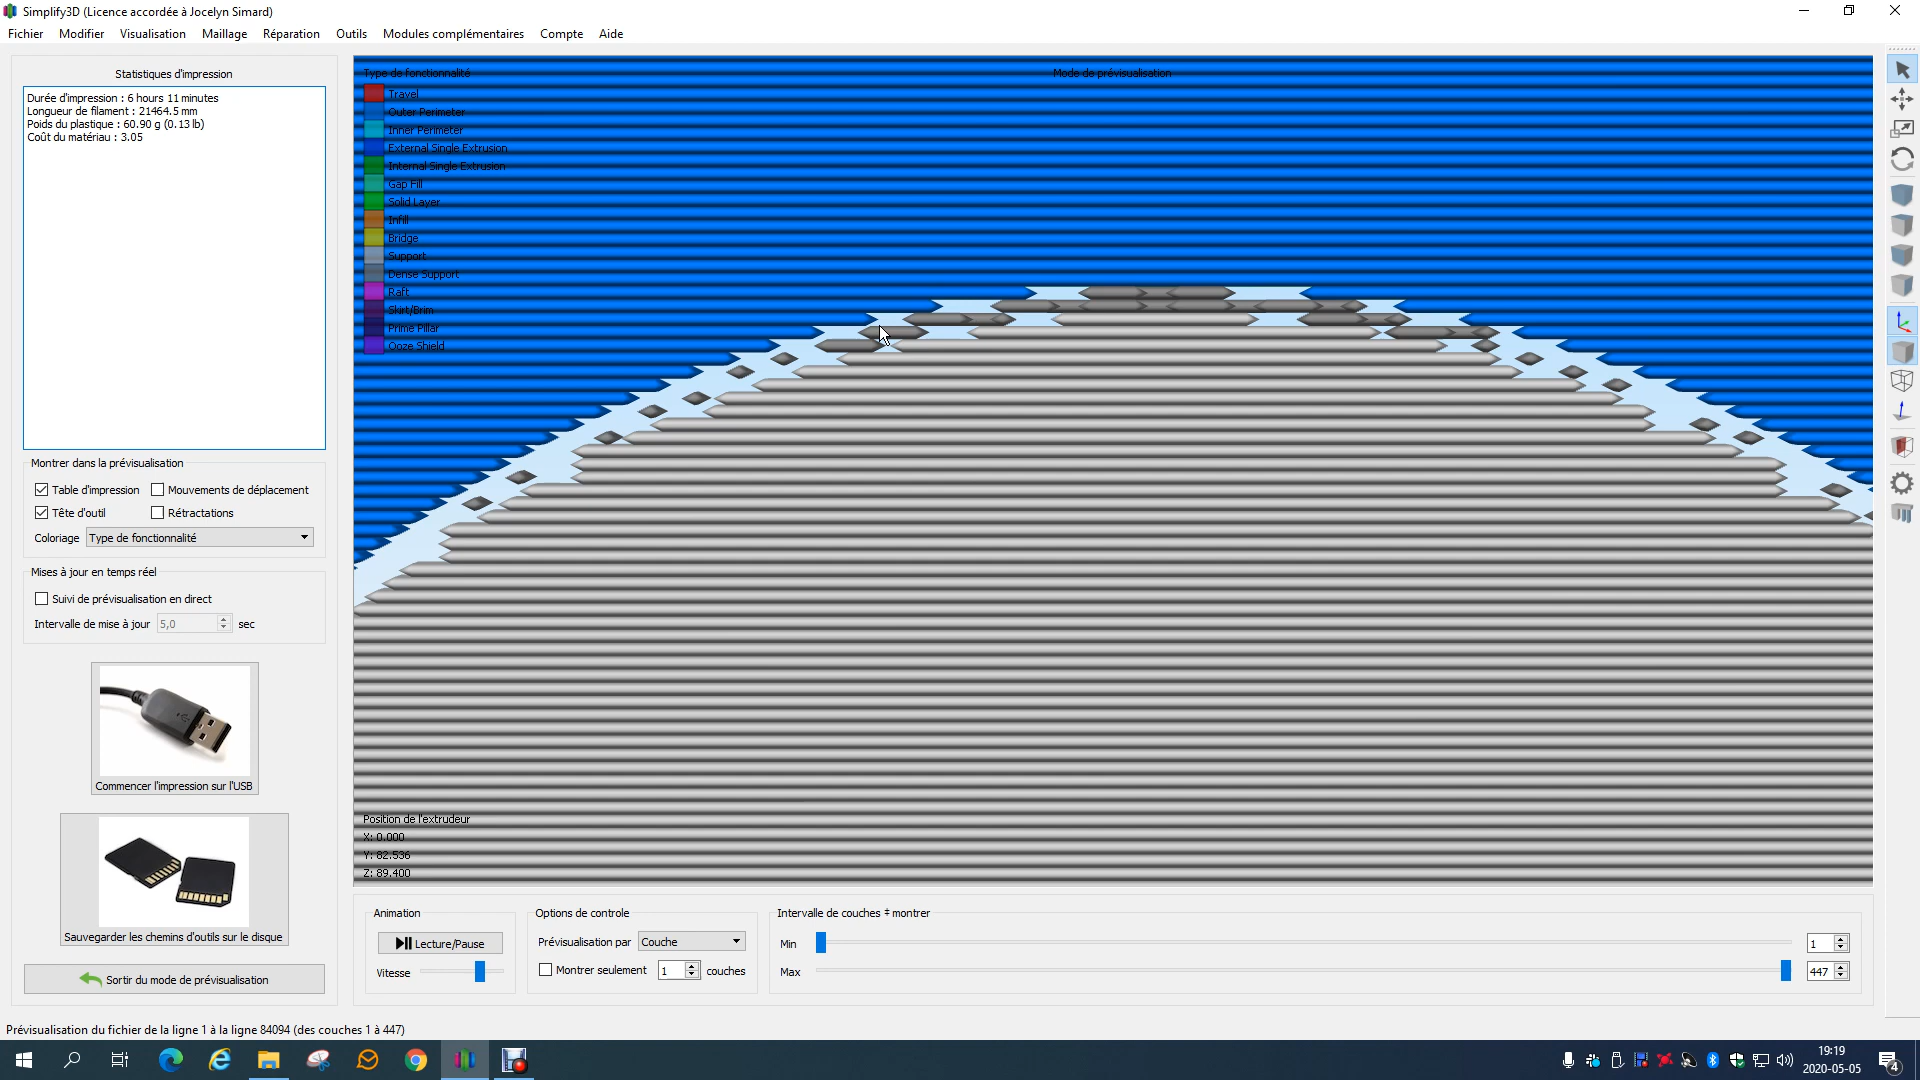 Simplify3D (Licence accordée à Jocelyn Simard)
Fichier Modifier Visualisation Maillage Réparation Outils Modules complémentaires Compte Aide
Statistiques d'impression
Durée d'impression : 6 hours 11 minutes
Longueur de filament : 21464.5 mm
Poids du plastique : 60.90 g (0.13 lb)
Coût du matériau : 3.05
Montrer dans la prévisualisation
Table d'impression Mouvements de déplacement
Tête d'outil Rétractations
Coloriage Type de fonctionnalité
Mises à jour en temps réel
Suivi de prévisualisation en direct
Intervalle de mise à jour 5,0 sec
Commencer l'impression sur l'USB
Sauvegarder les chemins d'outils sur le disque
Sortir du mode de prévisualisation
Type de fonctionnalité
Mode de prévisualisation
Travel
Outer Perimeter
Inner Perimeter
External Single Extrusion
Internal Single Extrusion
Gap Fill
Solid Layer
Infill
Bridge
Support
Dense Support
Raft
Skirt/Brim
Prime Pillar
Ooze Shield
Position de l'extrudeur
X: 0.000
Y: 82.536
Z: 89.400
Animation
Lecture/Pause
Vitesse
Options de controle
Prévisualisation par Couche
Montrer seulement 1 couches
Intervalle de couches ‡ montrer
Min 1
Max 447
Prévisualisation du fichier de la ligne 1 à la ligne 84094 (des couches 1 à 447)
19:19
2020-05-05
4